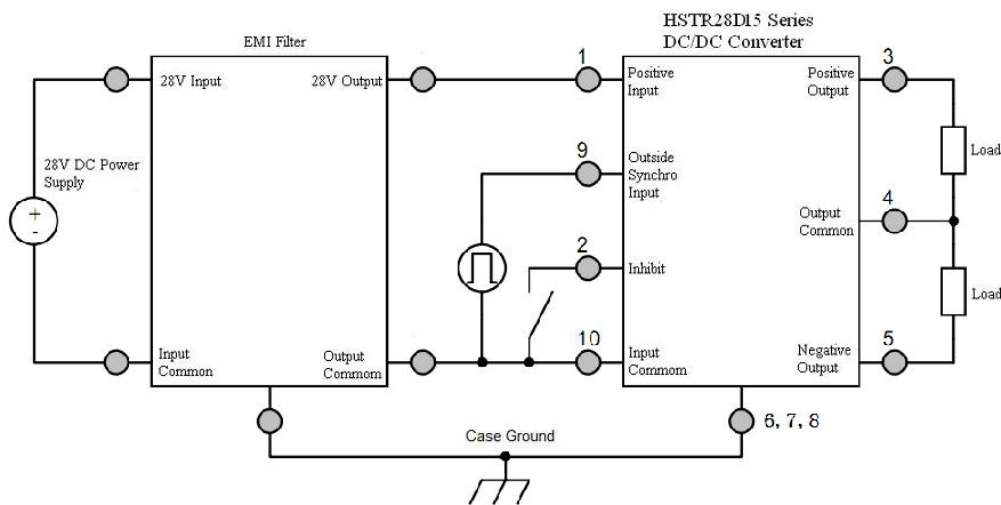 HSTR28D15 Series
DC/DC Converter
EMI Filter
28V Input
28V Output
1
Positive
Input
Positive
Output
3
Load
28V DC Power
Supply
+
-
9
Outside
Synchro
Input
Output
Common
4
2
Inhibit
Load
Input
Common
Output
Commom
10
Input
Commom
Negative
Output
5
6, 7, 8
Case Ground